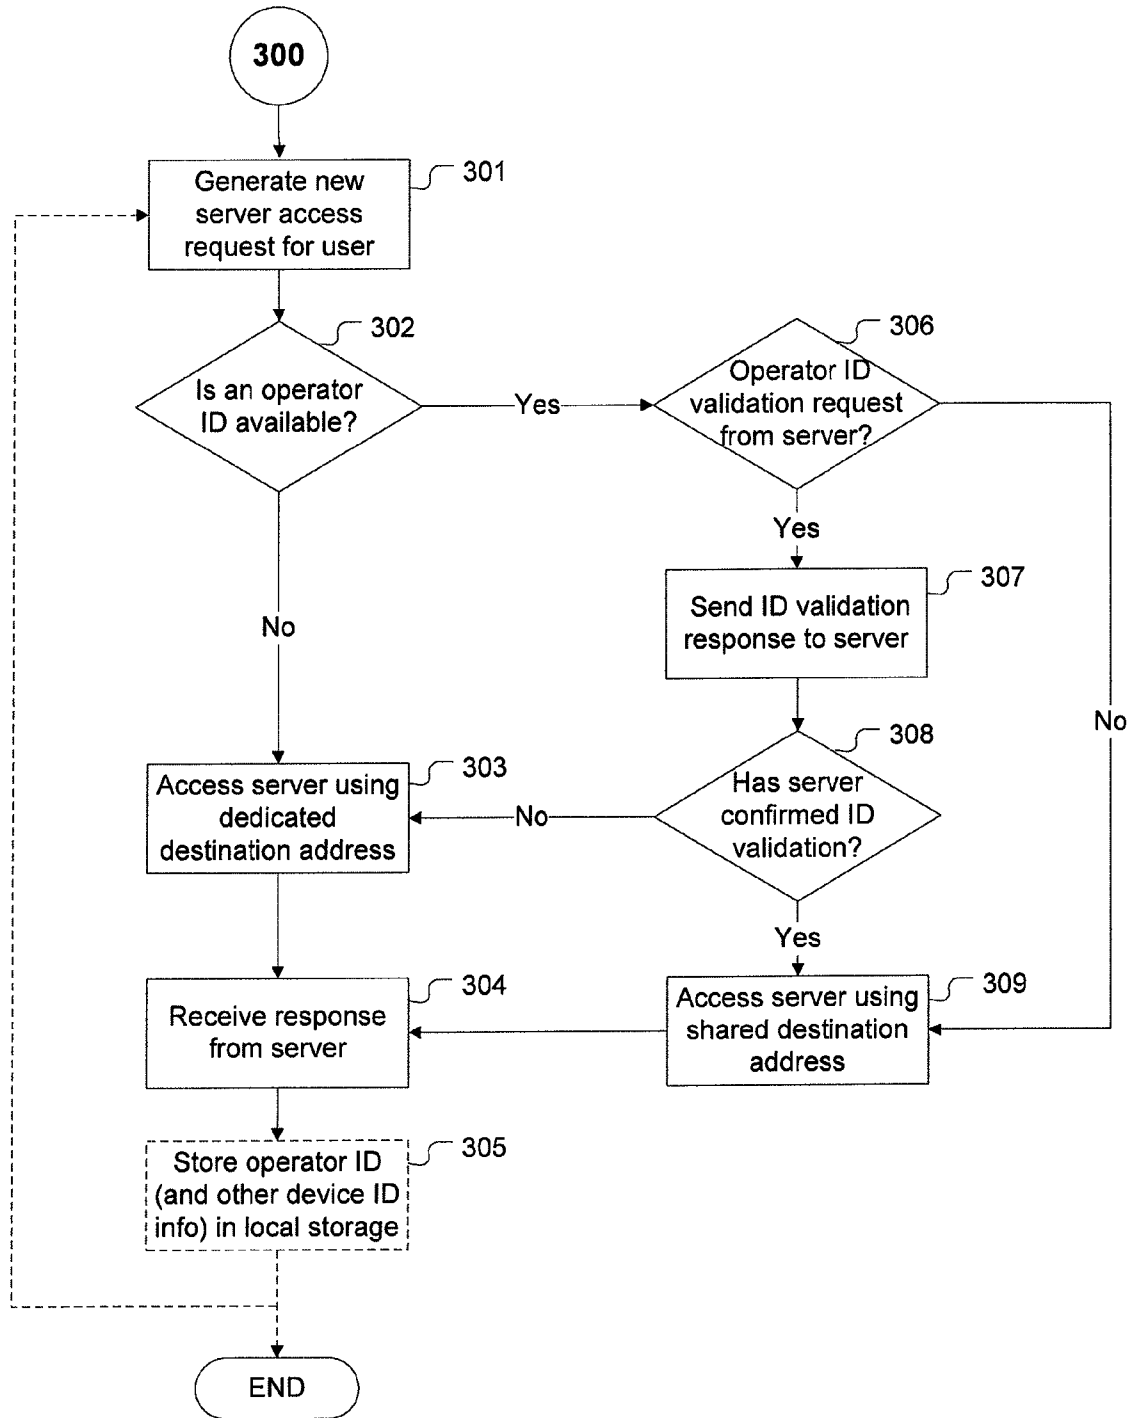 300
301
Generate new
server access
request for user
302
Is an operator
ID available?
Yes
306
Operator ID
validation request
from server?
Yes
307
Send ID validation
response to server
No
No
308
Has server
confirmed ID
validation?
No
303
Access server using
dedicated
destination address
Yes
309
Access server using
shared destination
address
304
Receive response
from server
305
Store operator ID
(and other device ID
info) in local storage
END